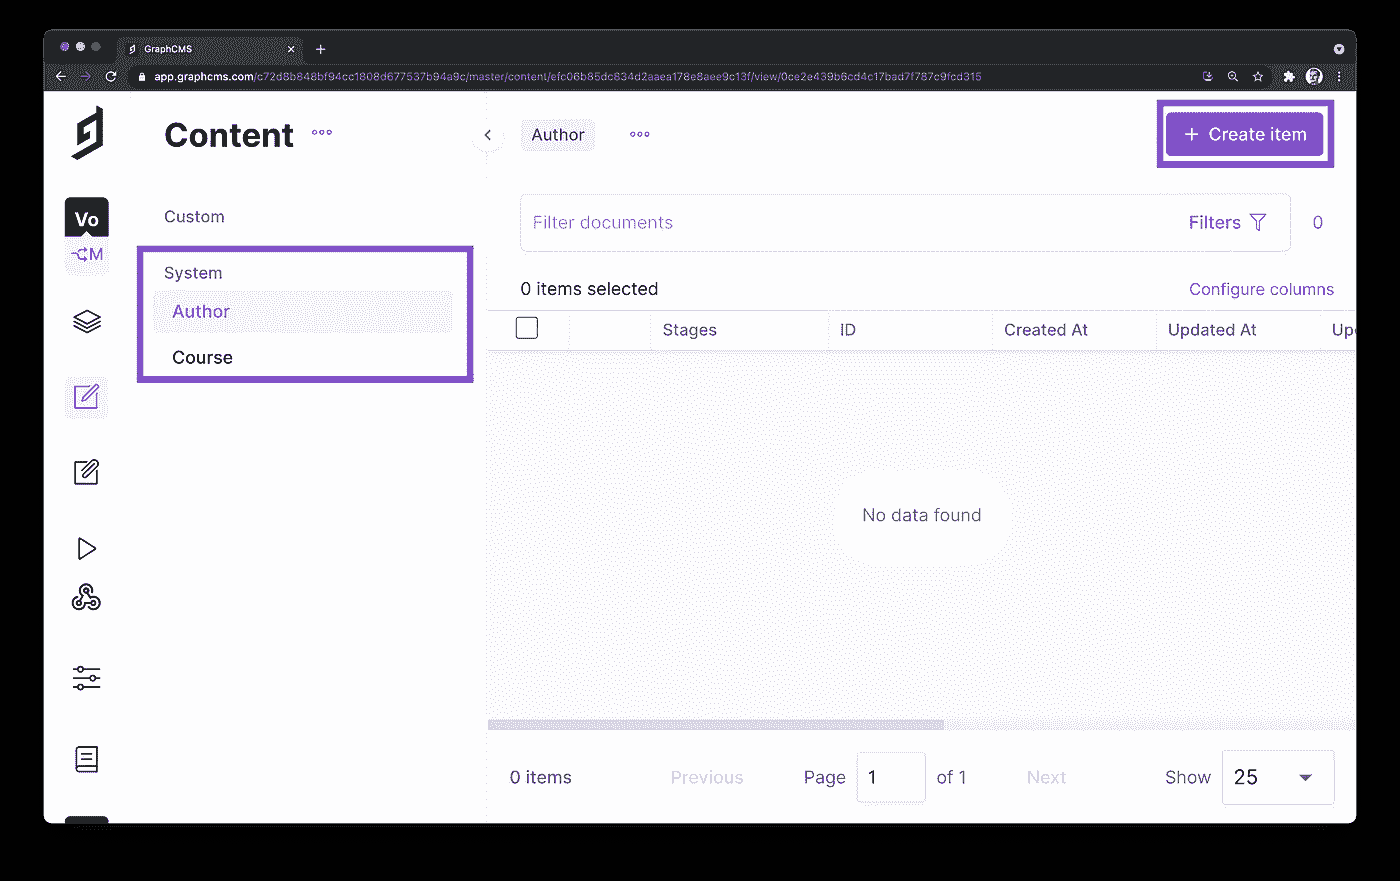 GraphCMS
app.graphcms.com/c72d8b848bf94cc1808d677537b94a9c/master/content/efc06b85dc834d2aaea178e8aee9c13f/view/0ce2e439b6cd4c17bad7f787c9fcd315
Content
Author
+ Create item
Vo
M
Custom
System
Author
Course
Filter documents
Filters
0
0 items selected
Configure columns
Stages
ID
Created At
Updated At
Up
No data found
0 items
Previous
Page
1
of 1
Next
Show
25